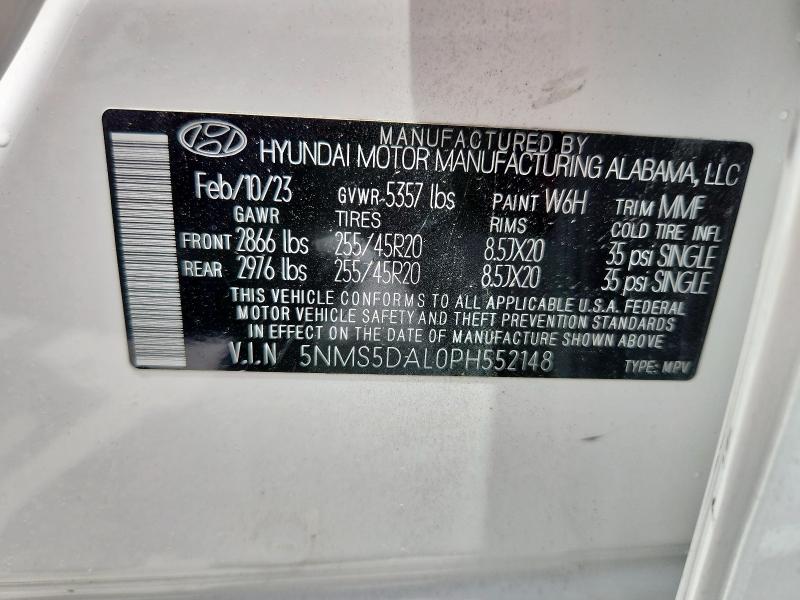 MANUFACTURED BY
HYUNDAI MOTOR MANUFACTURING ALABAMA, LLC
Feb/10/23 GVWR-5357 lbs PAINT W6H TRIM MMF
GAWR TIRES RIMS COLD TIRE INFL
FRONT 2866 lbs 255/45R20 8.5JX20 35 psi SINGLE
REAR 2976 lbs 255/45R20 8.5JX20 35 psi SINGLE
THIS VEHICLE CONFORMS TO ALL APPLICABLE U.S.A. FEDERAL
MOTOR VEHICLE SAFETY AND THEFT PREVENTION STANDARDS
IN EFFECT ON THE DATE OF MANUFACTURE SHOWN ABOVE
V.I.N 5NMS5DAL0PH552148 TYPE: MPV